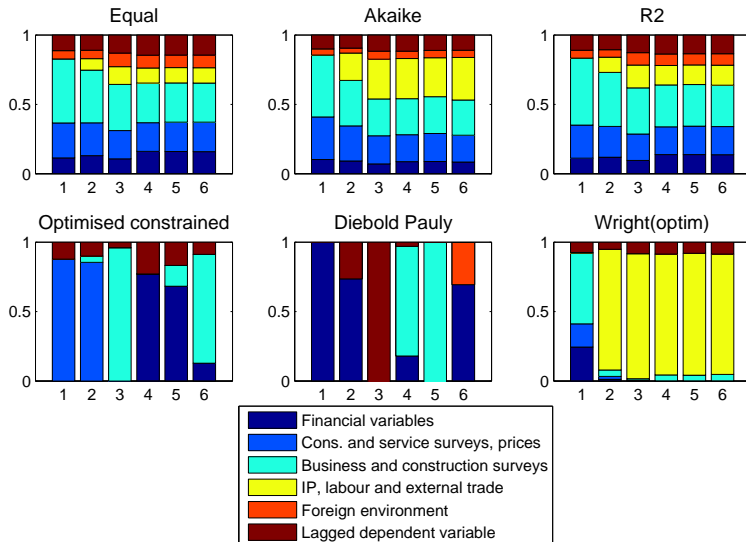 Equal
1
0.5
0
1 2 3 4 5 6
Akaike
1
0.5
0
1 2 3 4 5 6
R2
1
0.5
0
1 2 3 4 5 6
Optimised constrained
1
0.5
0
1 2 3 4 5 6
Diebold Pauly
1
0.5
0
1 2 3 4 5 6
Wright(optim)
1
0.5
0
1 2 3 4 5 6
Financial variables
Cons. and service surveys, prices
Business and construction surveys
IP, labour and external trade
Foreign environment
Lagged dependent variable